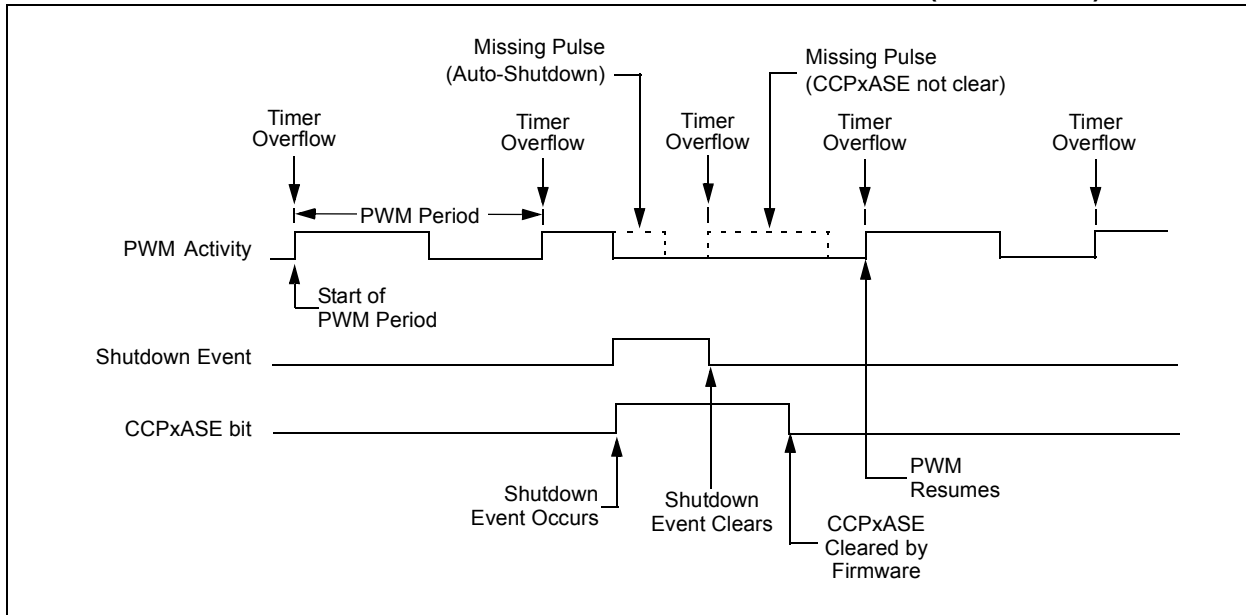 Missing Pulse
(Auto-Shutdown)
Missing Pulse
(CCPxASE not clear)
Timer
Overflow
Timer
Overflow
Timer
Overflow
Timer
Overflow
Timer
Overflow
PWM Period
PWM Activity
Start of
PWM Period
Shutdown Event
CCPxASE bit
Shutdown
Event Occurs
Shutdown
Event Clears
CCPxASE
Cleared by
Firmware
PWM
Resumes